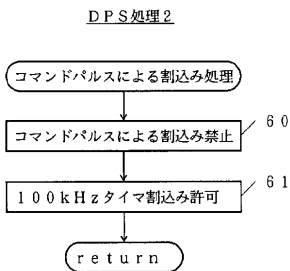 DPS処理2
コマンドパルスによる割込み処理
コマンドパルスによる割込み禁止
60
100kHzタイマ割込み許可
61
return